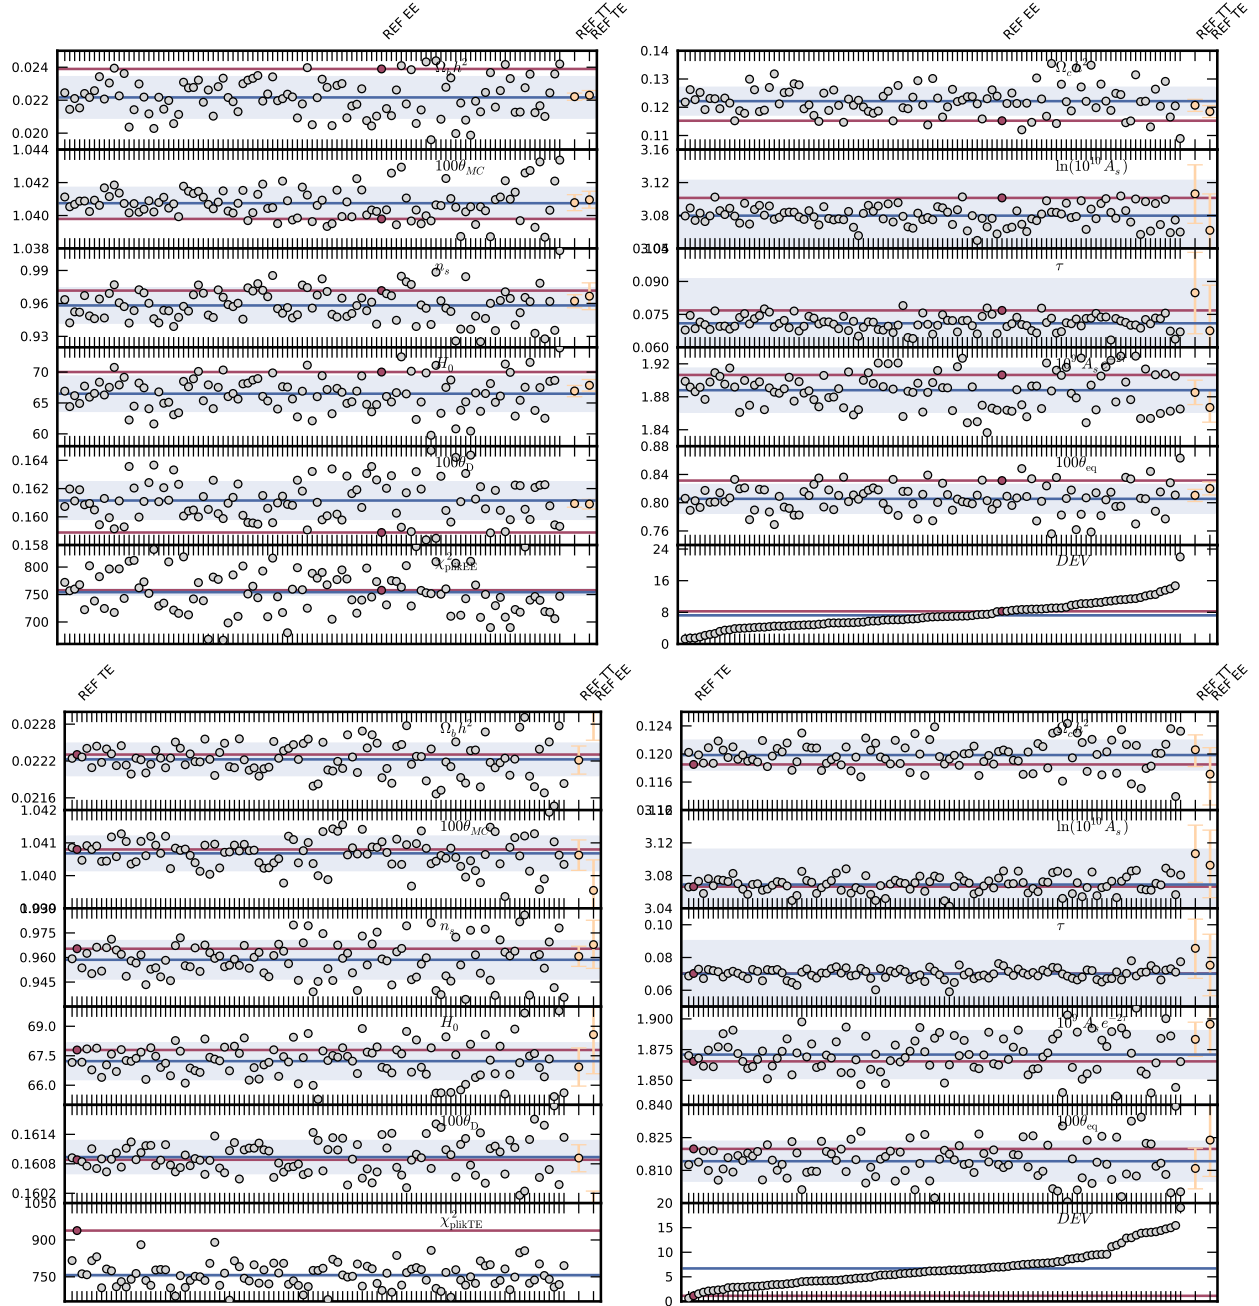 REF EE
REF TT
REF TE
REF EE
REF TT
REF TE
0.024
0.022
0.020
Ω_b h²
1.044
1.042
1.040
1.038
100θ_MC
0.99
0.96
0.93
n_s
70
65
60
H₀
0.164
0.162
0.160
0.158
100θ_D
800
750
700
χ²_plikEE
0.14
0.13
0.12
0.11
Ω_c h²
3.16
3.12
3.08
ln(10¹⁰ A_s)
0.090
0.075
0.060
τ
1.92
1.88
1.84
10⁹ A_s e^{-2τ}
0.88
0.84
0.80
0.76
100θ_eq
24
16
8
0
DEV
REF TE
REF TT
REF EE
REF TE
REF TT
REF EE
0.0228
0.0222
0.0216
Ω_b h²
1.042
1.041
1.040
100θ_MC
0.975
0.960
0.945
n_s
69.0
67.5
66.0
H₀
0.1614
0.1608
0.1602
100θ_D
1050
900
750
χ²_plikTE
0.124
0.120
0.116
Ω_c h²
3.12
3.08
3.04
ln(10¹⁰ A_s)
0.10
0.08
0.06
τ
1.900
1.875
1.850
10⁹ A_s e^{-2τ}
0.840
0.825
0.810
100θ_eq
20
15
10
5
0
DEV